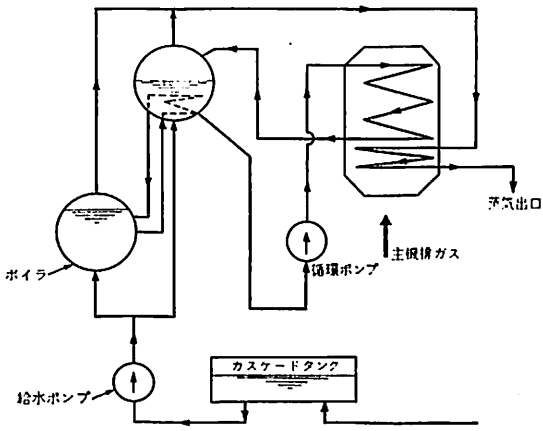 蒸気出口
主機排ガス
循環ポンプ
ボイラ
カスケードタンク
給水ポンプ